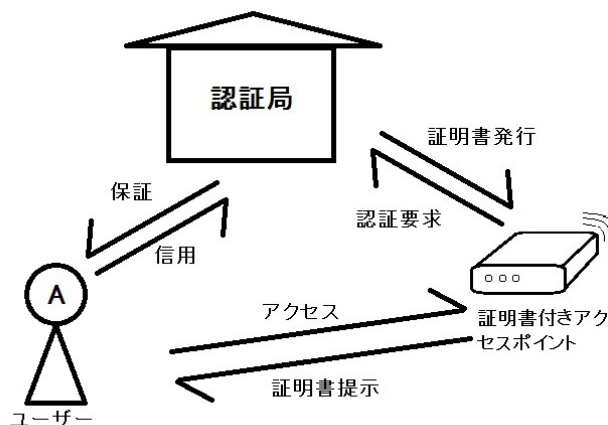 認証局
証明書発行
保証
認証要求
信用
A
アクセス
証明書付きアク
セスポイント
証明書提示
ユーザー